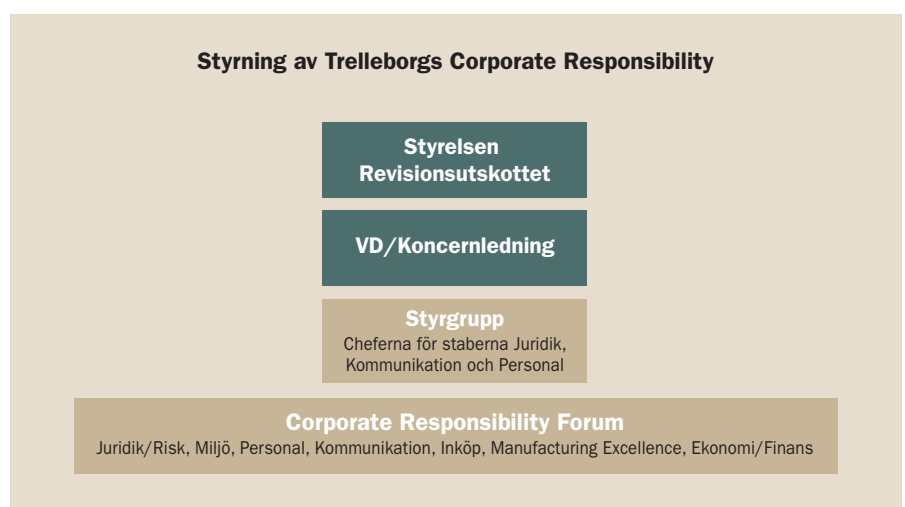 Styrning av Trelleborgs Corporate Responsibility
Styrelsen
Revisionsutskottet
VD/Koncernledning
Styrgrupp
Cheferna för staberna Juridik,
Kommunikation och Personal
Corporate Responsibility Forum
Juridik/Risk, Miljö, Personal, Kommunikation, Inköp, Manufacturing Excellence, Ekonomi/Finans